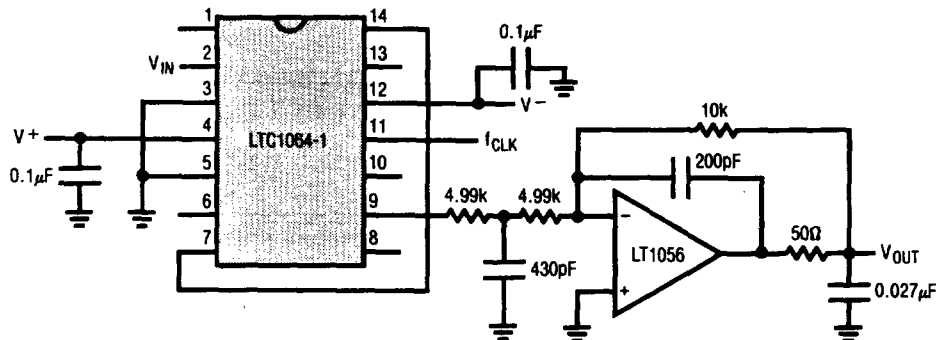 1
2
3
4
5
6
7
14
13
12
11
10
9
8
LTC1064-1
V_IN
V+
0.1µF
0.1µF
V−
f_CLK
10k
200pF
4.99k
4.99k
430pF
−
+
LT1056
50Ω
V_OUT
0.027µF